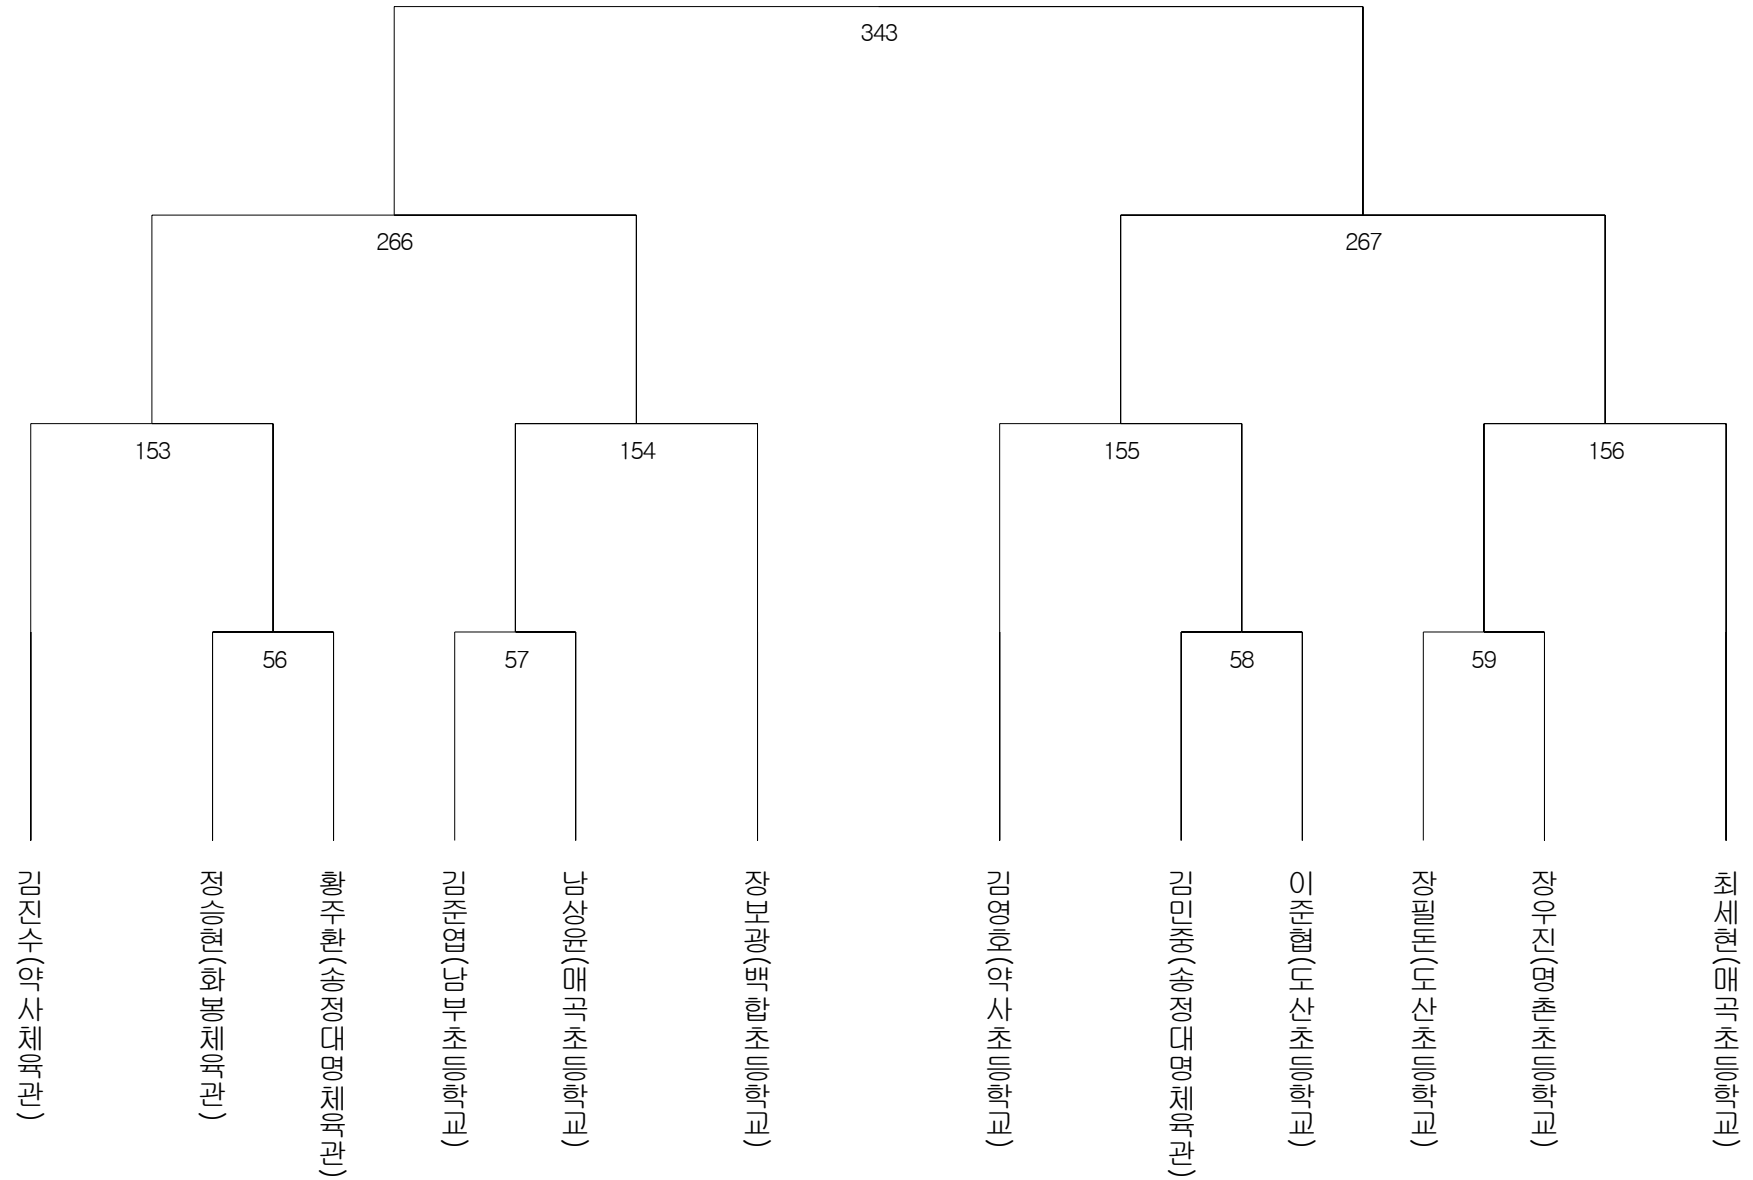 343
266
267
153
154
155
156
56
57
58
59
김진수(약사체육관)
정승현(화봉체육관)
황주환(송정대명체육관)
김준엽(남부초등학교)
남상윤(매곡초등학교)
장보광(백합초등학교)
김영호(약사초등학교)
김민중(송정대명체육관)
이준협(도산초등학교)
장필돈(도산초등학교)
장우진(명촌초등학교)
최세현(매곡초등학교)